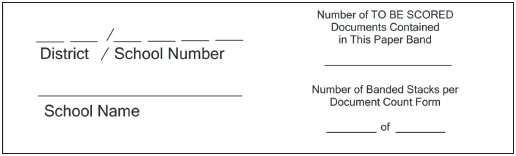 ___ ___ /___ ___ ___ ___ ___
District / School Number
School Name
Number of TO BE SCORED
Documents Contained
in This Paper Band
Number of Banded Stacks per
Document Count Form
________ of ________